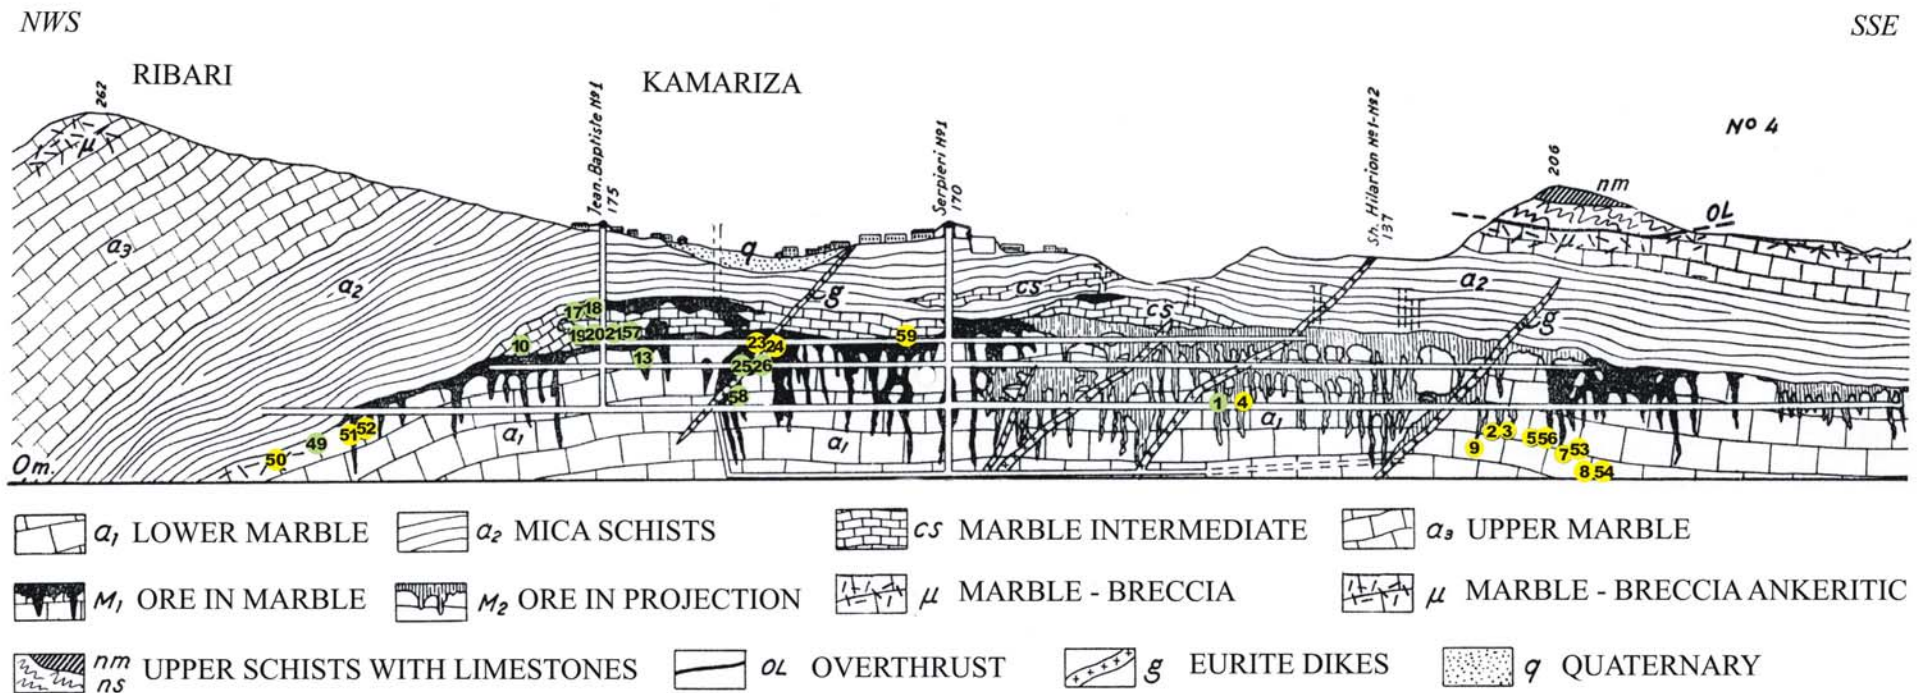 NWS
SSE
RIBARI
KAMARIZA
262
Jean.Baptiste Nº1
175
Serpieri Nº1
170
Sh. Hilarion Nº1-Nº2
137
206
Nº 4
μ
nm
OL
μ
a3
q
a2
g
cs
a2
17 18
cs
g
19 20 21 57
23 24
59
10
13
25 26
58
1
4
a1
51 52
49
a1
a1
2 3
5 56
50
9
7 53
8 54
0m.
a1 LOWER MARBLE
a2 MICA SCHISTS
cs MARBLE INTERMEDIATE
a3 UPPER MARBLE
M1 ORE IN MARBLE
M2 ORE IN PROJECTION
μ MARBLE - BRECCIA
μ MARBLE - BRECCIA ANKERITIC
nm
ns
UPPER SCHISTS WITH LIMESTONES
OL OVERTHRUST
g EURITE DIKES
q QUATERNARY